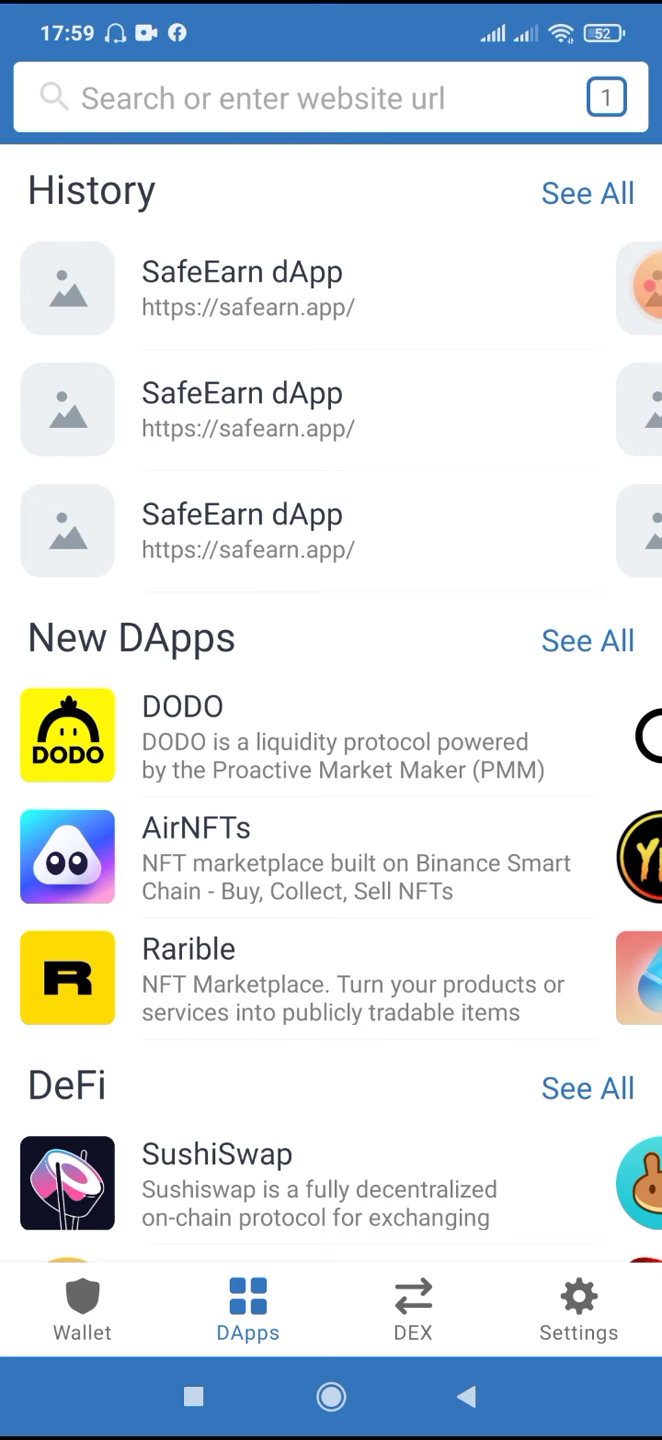 17:59
52
Search or enter website url
1
History
See All
SafeEarn dApp
https://safearn.app/
SafeEarn dApp
https://safearn.app/
SafeEarn dApp
https://safearn.app/
New DApps
See All
DODO
DODO
DODO is a liquidity protocol powered
by the Proactive Market Maker (PMM)
AirNFTs
NFT marketplace built on Binance Smart
Chain - Buy, Collect, Sell NFTs
R
Rarible
NFT Marketplace. Turn your products or
services into publicly tradable items
DeFi
See All
SushiSwap
Sushiswap is a fully decentralized
on-chain protocol for exchanging
Wallet
DApps
DEX
Settings